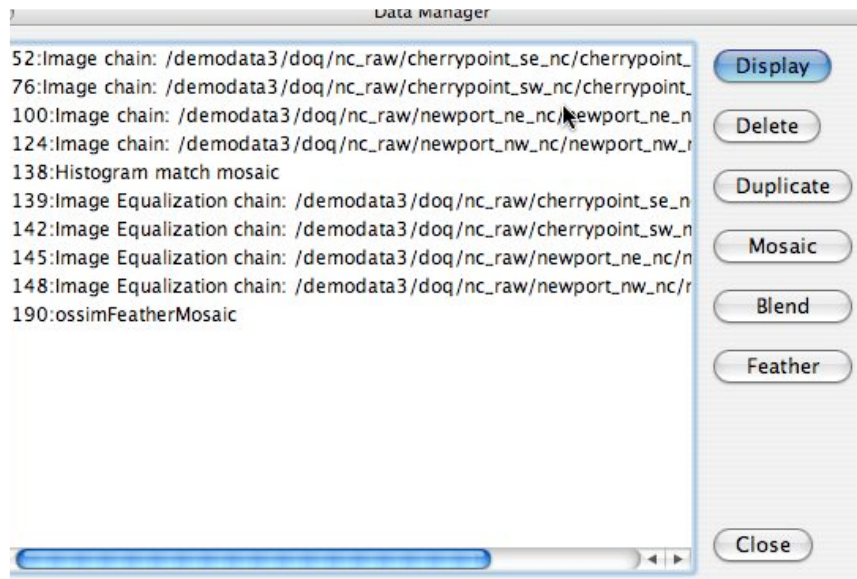 Data Manager
52:Image chain: /demodata3/doq/nc_raw/cherrypoint_se_nc/cherrypoint_
76:Image chain: /demodata3/doq/nc_raw/cherrypoint_sw_nc/cherrypoint_
100:Image chain: /demodata3/doq/nc_raw/newport_ne_nc/newport_ne_n
124:Image chain: /demodata3/doq/nc_raw/newport_nw_nc/newport_nw_
138:Histogram match mosaic
139:Image Equalization chain: /demodata3/doq/nc_raw/cherrypoint_se_n
142:Image Equalization chain: /demodata3/doq/nc_raw/cherrypoint_sw_n
145:Image Equalization chain: /demodata3/doq/nc_raw/newport_ne_nc/n
148:Image Equalization chain: /demodata3/doq/nc_raw/newport_nw_nc/r
190:ossimFeatherMosaic
Display
Delete
Duplicate
Mosaic
Blend
Feather
Close